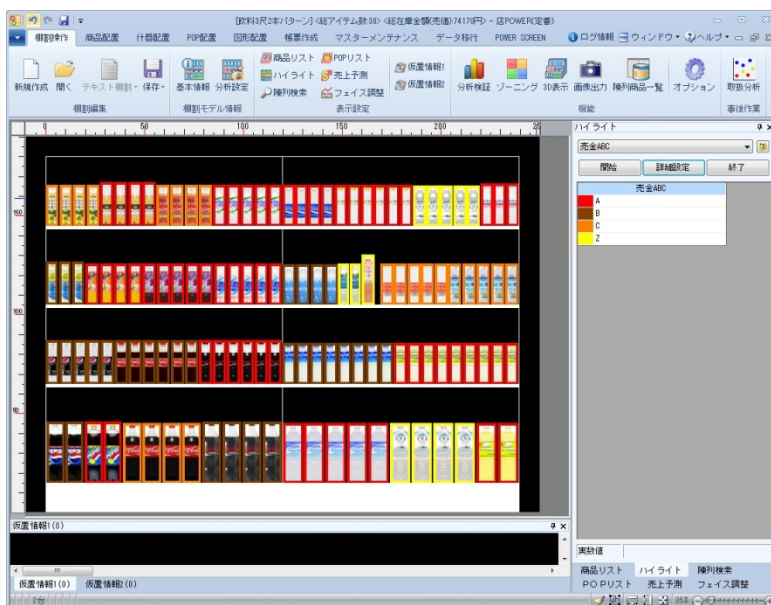 [飲料3尺2本パターン] <総アイテム数:30> <総在庫金額(売価):74170円> - 店POWER(定番)
棚割操作 商品配置 什器配置 POP配置 図形配置 帳票作成 マスターメンテナンス データ移行 POWER SCREEN ログ情報 ウィンドウ ヘルプ
商品リスト POPリスト
ハイライト 売上予測 仮置情報1
陳列検索 フェイス調整 仮置情報2
新規作成 開く テキスト棚割 保存 基本情報 分析設定 分析検証 ゾーニング 3D表示 画像出力 陳列商品一覧 オプション 取扱分析
棚割編集 棚割モデル情報 表示設定 機能 事後作業
0 50 100 150 200 25
150
100
50
ハイライト
売金ABC
開始 詳細設定 終了
売金ABC
A
B
C
Z
仮置情報1(0)
実数値
商品リスト ハイライト 陳列検索
POPリスト 売上予測 フェイス調整
仮置情報1(0) 仮置情報2(0)
35%